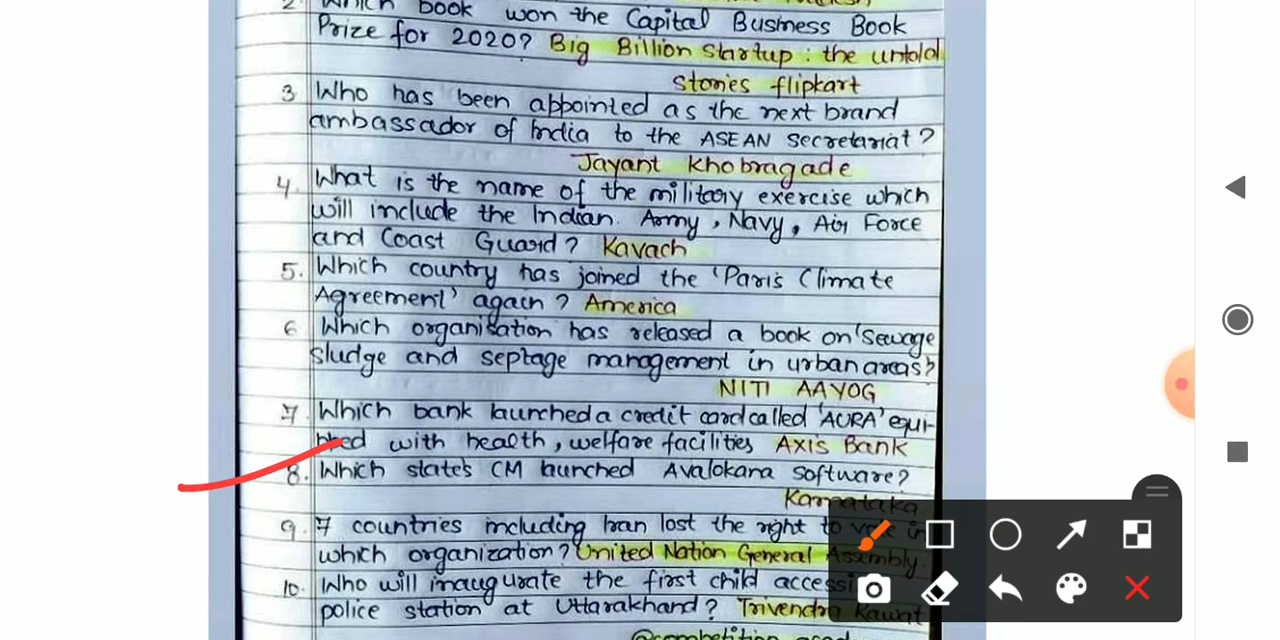 2. Which book won the Capital Business Book
Prize for 2020? Big Billion Startup : the untold
stories flipkart
3 Who has been appointed as the next brand
ambassador of India to the ASEAN secretariat?
Jayant Khobragade
4. What is the name of the military exercise which
will include the Indian. Army, Navy, Air Force
and Coast Guard? Kavach
5. Which country has joined the 'Paris Climate
Agreement' again? America
6 Which organisation has released a book on 'Sewage
sludge and septage management in urban areas?
NITI AAYOG
7. Which bank launched a credit card called 'AURA' equi-
pped with health, welfare facilities Axis Bank
8. Which state's CM launched Avalokana software?
Karnataka
9. 7 countries including Iran lost the right to vote in
which organization? United Nation General Assembly.
10. Who will inaugurate the first child
police station at Uttarakhand? Trivendra Rawat